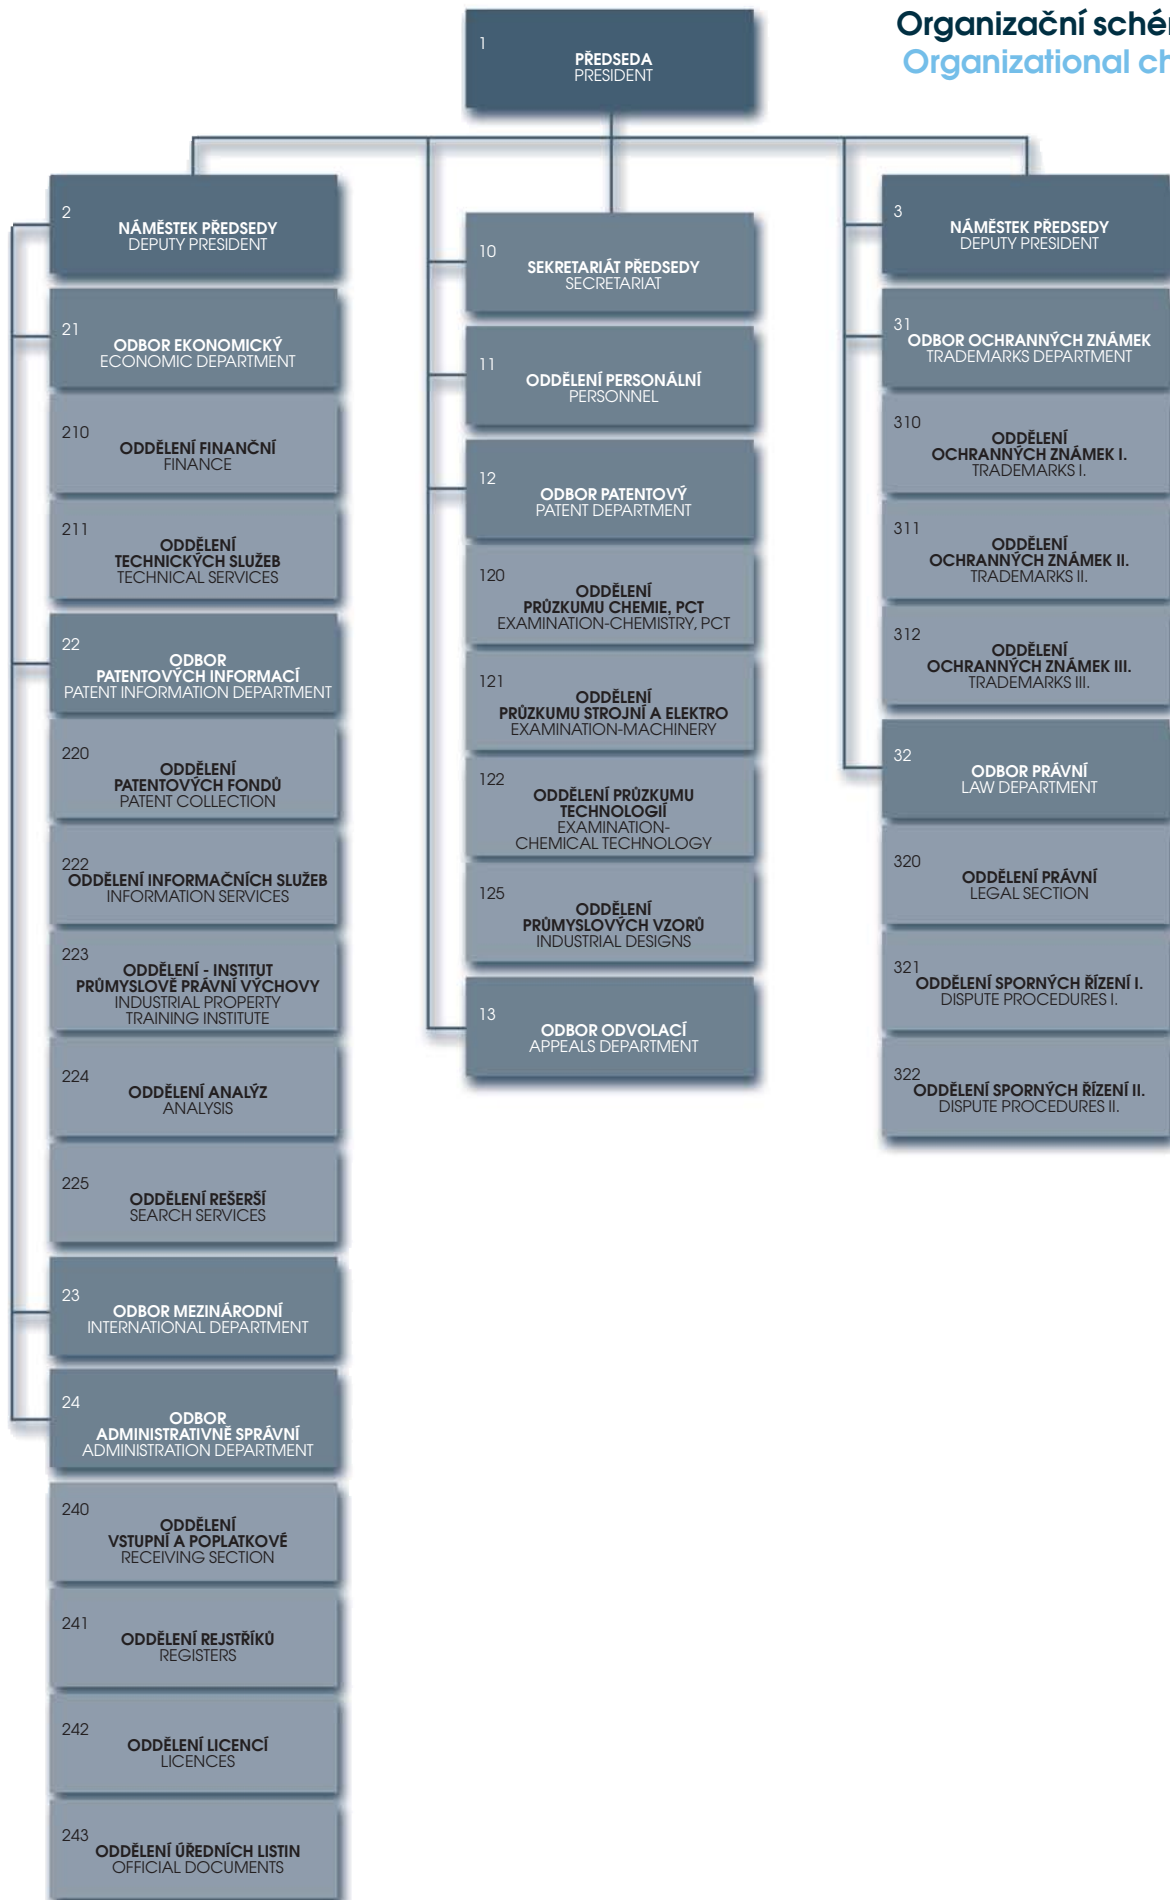 Organizační schém
Organizational ch
1
PŘEDSEDA
PRESIDENT
2
NÁMĚSTEK PŘEDSEDY
DEPUTY PRESIDENT
21
ODBOR EKONOMICKÝ
ECONOMIC DEPARTMENT
210
ODDĚLENÍ FINANČNÍ
FINANCE
211
ODDĚLENÍ
TECHNICKÝCH SLUŽEB
TECHNICAL SERVICES
22
ODBOR
PATENTOVÝCH INFORMACÍ
PATENT INFORMATION DEPARTMENT
220
ODDĚLENÍ
PATENTOVÝCH FONDŮ
PATENT COLLECTION
222
ODDĚLENÍ INFORMAČNÍCH SLUŽEB
INFORMATION SERVICES
223
ODDĚLENÍ - INSTITUT
PRŮMYSLOVĚ PRÁVNÍ VÝCHOVY
INDUSTRIAL PROPERTY
TRAINING INSTITUTE
224
ODDĚLENÍ ANALÝZ
ANALYSIS
225
ODDĚLENÍ REŠERŠÍ
SEARCH SERVICES
23
ODBOR MEZINÁRODNÍ
INTERNATIONAL DEPARTMENT
24
ODBOR
ADMINISTRATIVNĚ SPRÁVNÍ
ADMINISTRATION DEPARTMENT
240
ODDĚLENÍ
VSTUPNÍ A POPLATKOVÉ
RECEIVING SECTION
241
ODDĚLENÍ REJSTŘÍKŮ
REGISTERS
242
ODDĚLENÍ LICENCÍ
LICENCES
243
ODDĚLENÍ ÚŘEDNÍCH LISTIN
OFFICIAL DOCUMENTS
10
SEKRETARIÁT PŘEDSEDY
SECRETARIAT
11
ODDĚLENÍ PERSONÁLNÍ
PERSONNEL
12
ODBOR PATENTOVÝ
PATENT DEPARTMENT
120
ODDĚLENÍ
PRŮZKUMU CHEMIE, PCT
EXAMINATION-CHEMISTRY, PCT
121
ODDĚLENÍ
PRŮZKUMU STROJNÍ A ELEKTRO
EXAMINATION-MACHINERY
122
ODDĚLENÍ PRŮZKUMU
TECHNOLOGIÍ
EXAMINATION-
CHEMICAL TECHNOLOGY
125
ODDĚLENÍ
PRŮMYSLOVÝCH VZORŮ
INDUSTRIAL DESIGNS
13
ODBOR ODVOLACÍ
APPEALS DEPARTMENT
3
NÁMĚSTEK PŘEDSEDY
DEPUTY PRESIDENT
31
ODBOR OCHRANNÝCH ZNÁMEK
TRADEMARKS DEPARTMENT
310
ODDĚLENÍ
OCHRANNÝCH ZNÁMEK I.
TRADEMARKS I.
311
ODDĚLENÍ
OCHRANNÝCH ZNÁMEK II.
TRADEMARKS II.
312
ODDĚLENÍ
OCHRANNÝCH ZNÁMEK III.
TRADEMARKS III.
32
ODBOR PRÁVNÍ
LAW DEPARTMENT
320
ODDĚLENÍ PRÁVNÍ
LEGAL SECTION
321
ODDĚLENÍ SPORNÝCH ŘÍZENÍ I.
DISPUTE PROCEDURES I.
322
ODDĚLENÍ SPORNÝCH ŘÍZENÍ II.
DISPUTE PROCEDURES II.